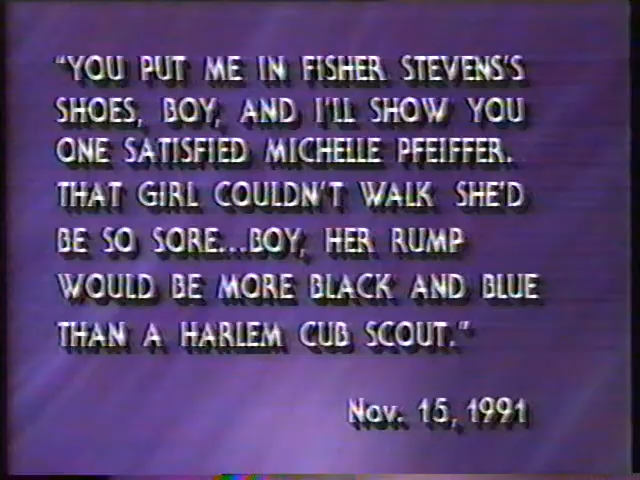 "YOU PUT ME IN FISHER STEVENS'S
SHOES, BOY, AND I'LL SHOW YOU
ONE SATISFIED MICHELLE PFEIFFER.
THAT GIRL COULDN'T WALK SHE'D
BE SO SORE...BOY, HER RUMP
WOULD BE MORE BLACK AND BLUE
THAN A HARLEM CUB SCOUT."
Nov. 15, 1991